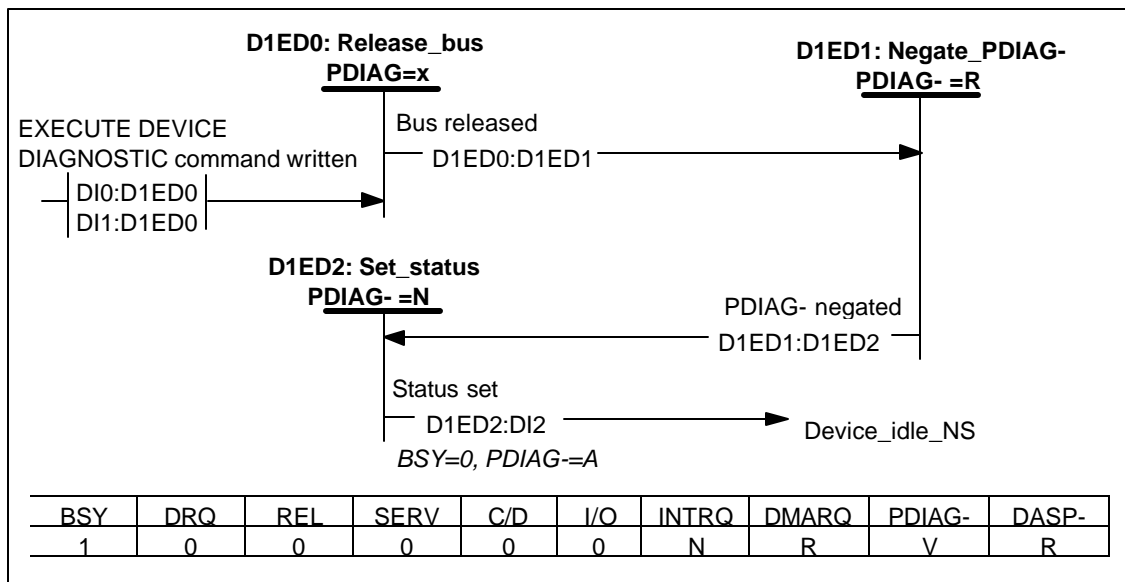 D1ED0: Release_bus
PDIAG=x
D1ED1: Negate_PDIAG-
PDIAG- =R
EXECUTE DEVICE
DIAGNOSTIC command written
DI0:D1ED0
DI1:D1ED0
Bus released
D1ED0:D1ED1
D1ED2: Set_status
PDIAG- =N
PDIAG- negated
D1ED1:D1ED2
Status set
D1ED2:DI2
Device_idle_NS
BSY=0, PDIAG-=A
BSY DRQ REL SERV C/D I/O INTRQ DMARQ PDIAG- DASP-
1 0 0 0 0 0 N R V R